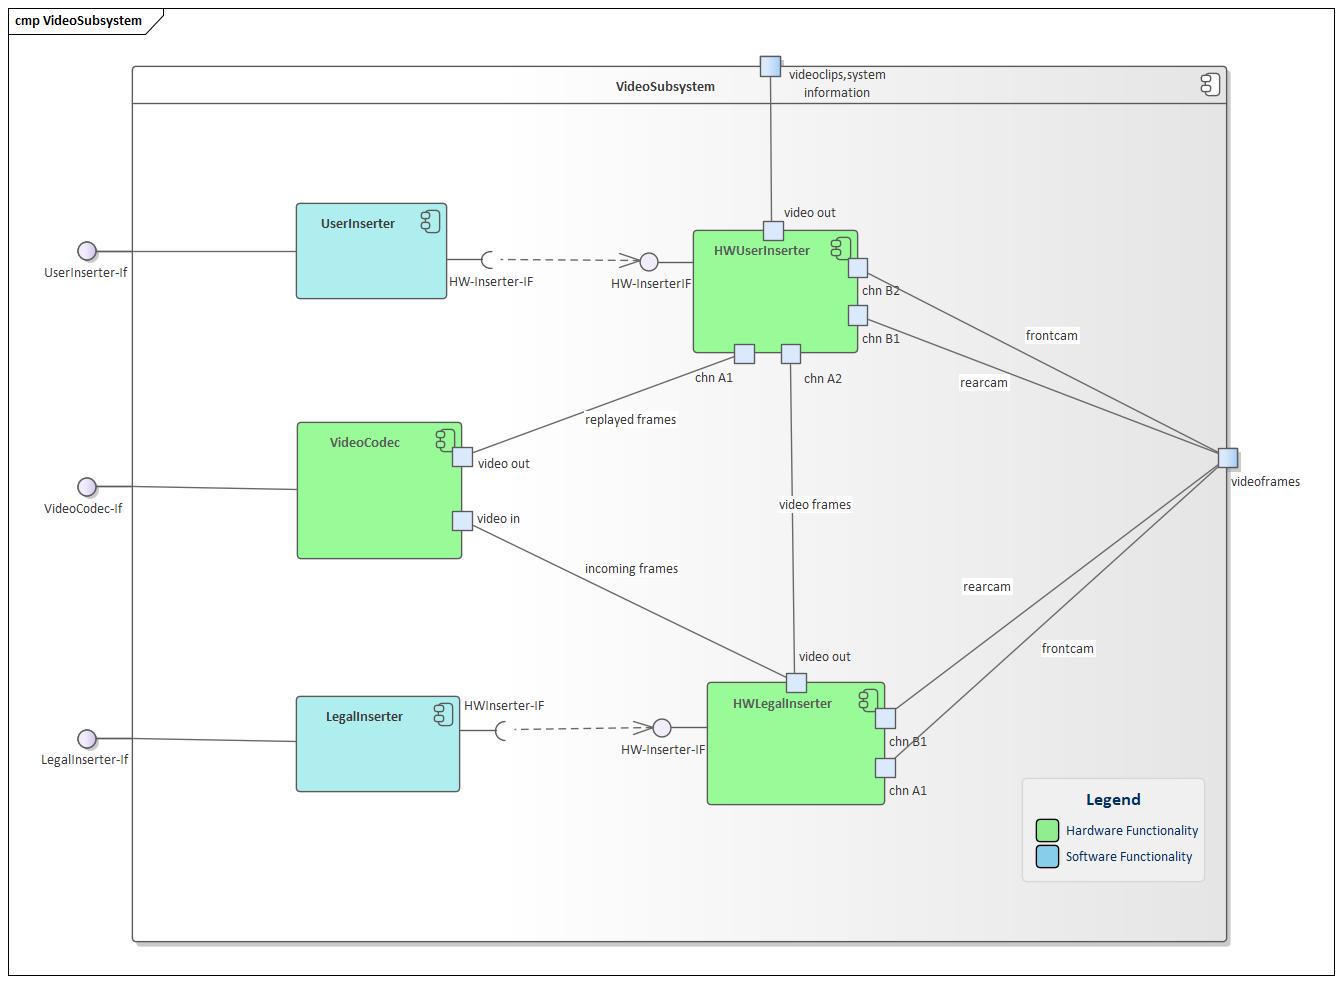 cmp VideoSubsystem
VideoSubsystem
videoclips,system
information
UserInserter
HW-Inserter-IF
UserInserter-If
HW-InserterIF
HWUserInserter
video out
chn B2
chn B1
chn A1
chn A2
frontcam
rearcam
replayed frames
VideoCodec
video out
video in
VideoCodec-If
incoming frames
video frames
videoframes
rearcam
frontcam
LegalInserter
HWInserter-IF
LegalInserter-If
HW-Inserter-IF
video out
HWLegalInserter
chn B1
chn A1
Legend
Hardware Functionality
Software Functionality